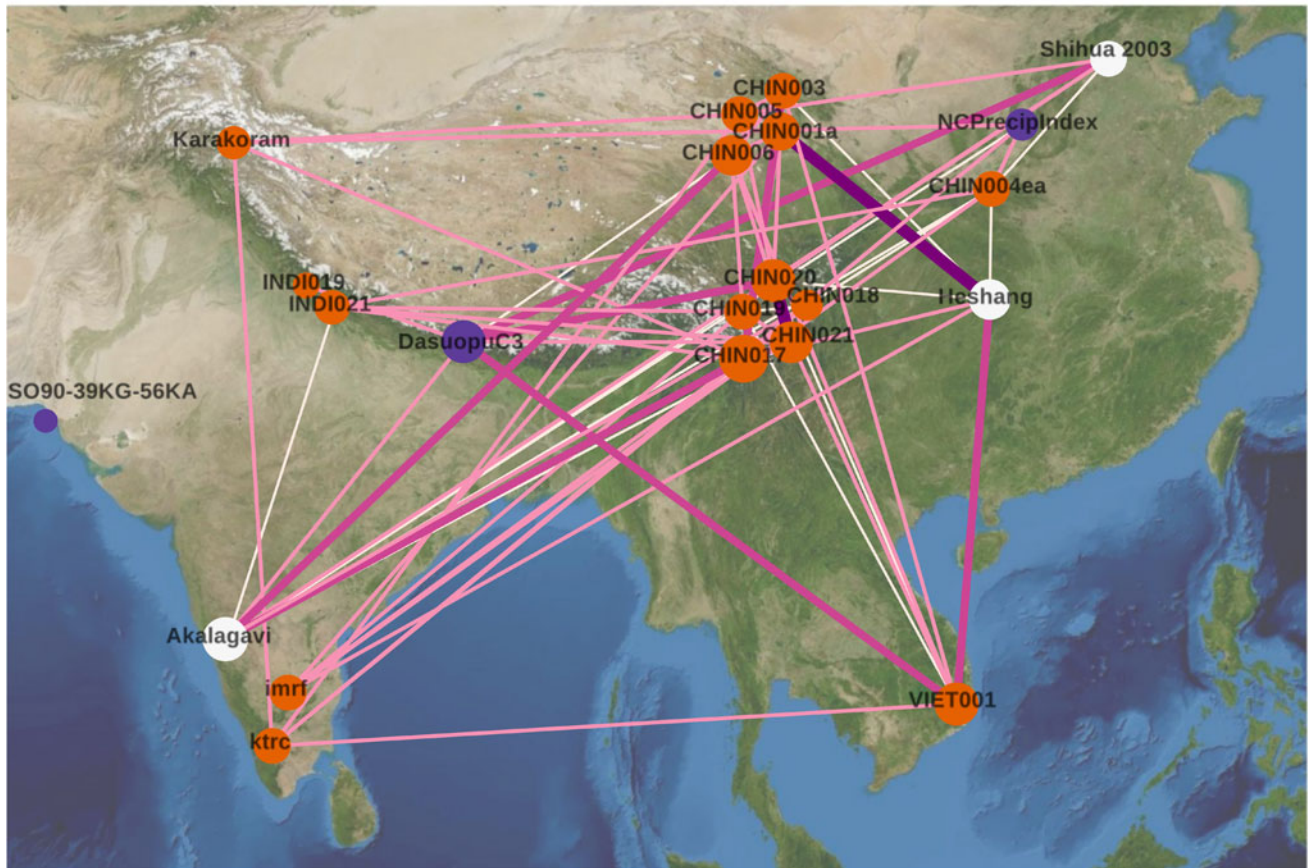 Shihua 2003
CHIN003
CHIN005
NCPrecipIndex
CHIN001a
Karakoram
CHIN006
CHIN004ea
CHIN020
INDI019
CHIN018
Heshang
INDI021
CHIN019
CHIN021
DasuopuC3
CHIN017
SO90-39KG-56KA
Akalagavi
imrf
VIET001
ktrc